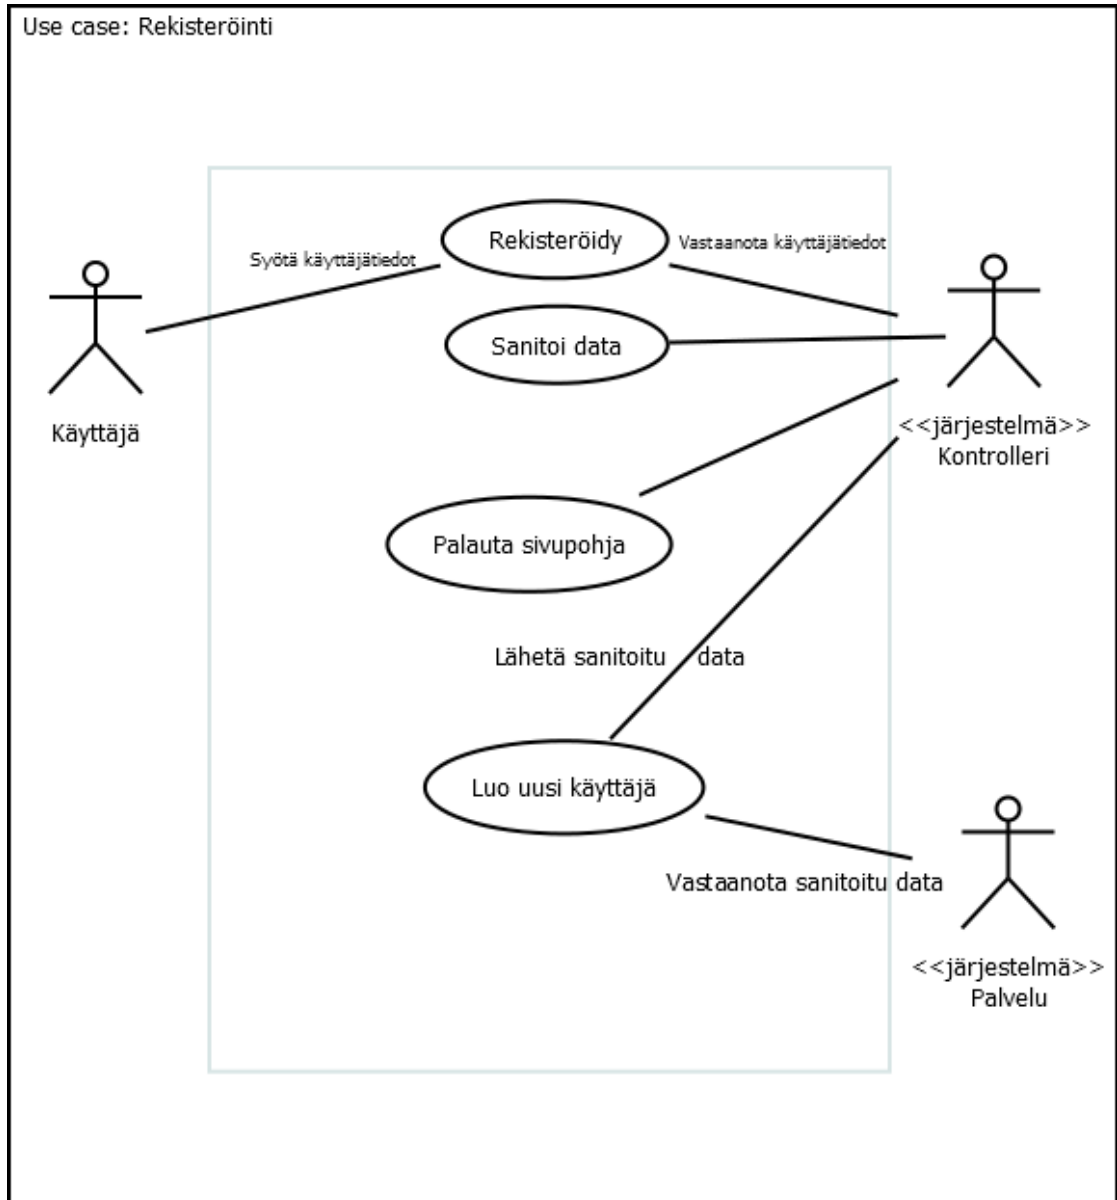 Use case: Rekisteröinti
Rekisteröidy
Vastaanota käyttäjätiedot
Syötä käyttäjätiedot
Sanitoi data
Käyttäjä
<<järjestelmä>>
Kontrolleri
Palauta sivupohja
Lähetä sanitoitu data
Luo uusi käyttäjä
Vastaanota sanitoitu data
<<järjestelmä>>
Palvelu